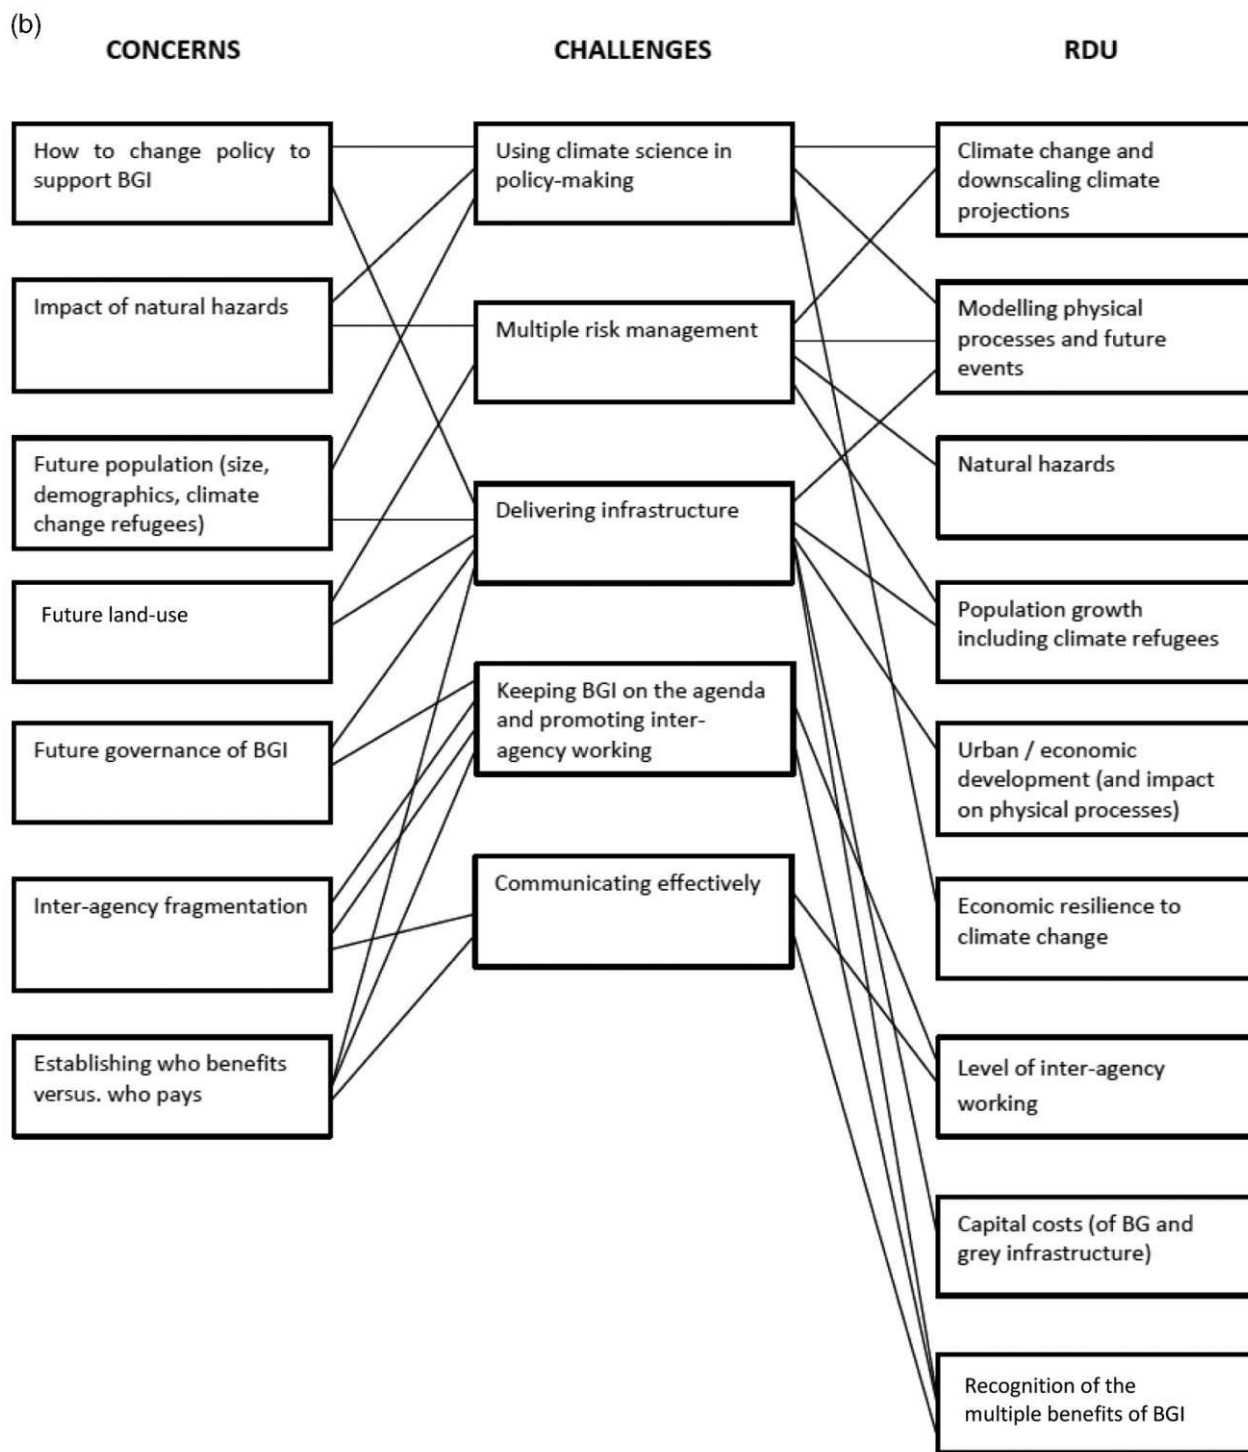 (b)
CONCERNS
CHALLENGES
RDU
How to change policy to
support BGI
Impact of natural hazards
Future population (size,
demographics, climate
change refugees)
Future land-use
Future governance of BGI
Inter-agency fragmentation
Establishing who benefits
versus. who pays
Using climate science in
policy-making
Multiple risk management
Delivering infrastructure
Keeping BGI on the agenda
and promoting inter-
agency working
Communicating effectively
Climate change and
downscaling climate
projections
Modelling physical
processes and future
events
Natural hazards
Population growth
including climate refugees
Urban / economic
development (and impact
on physical processes)
Economic resilience to
climate change
Level of inter-agency
working
Capital costs (of BG and
grey infrastructure)
Recognition of the
multiple benefits of BGI